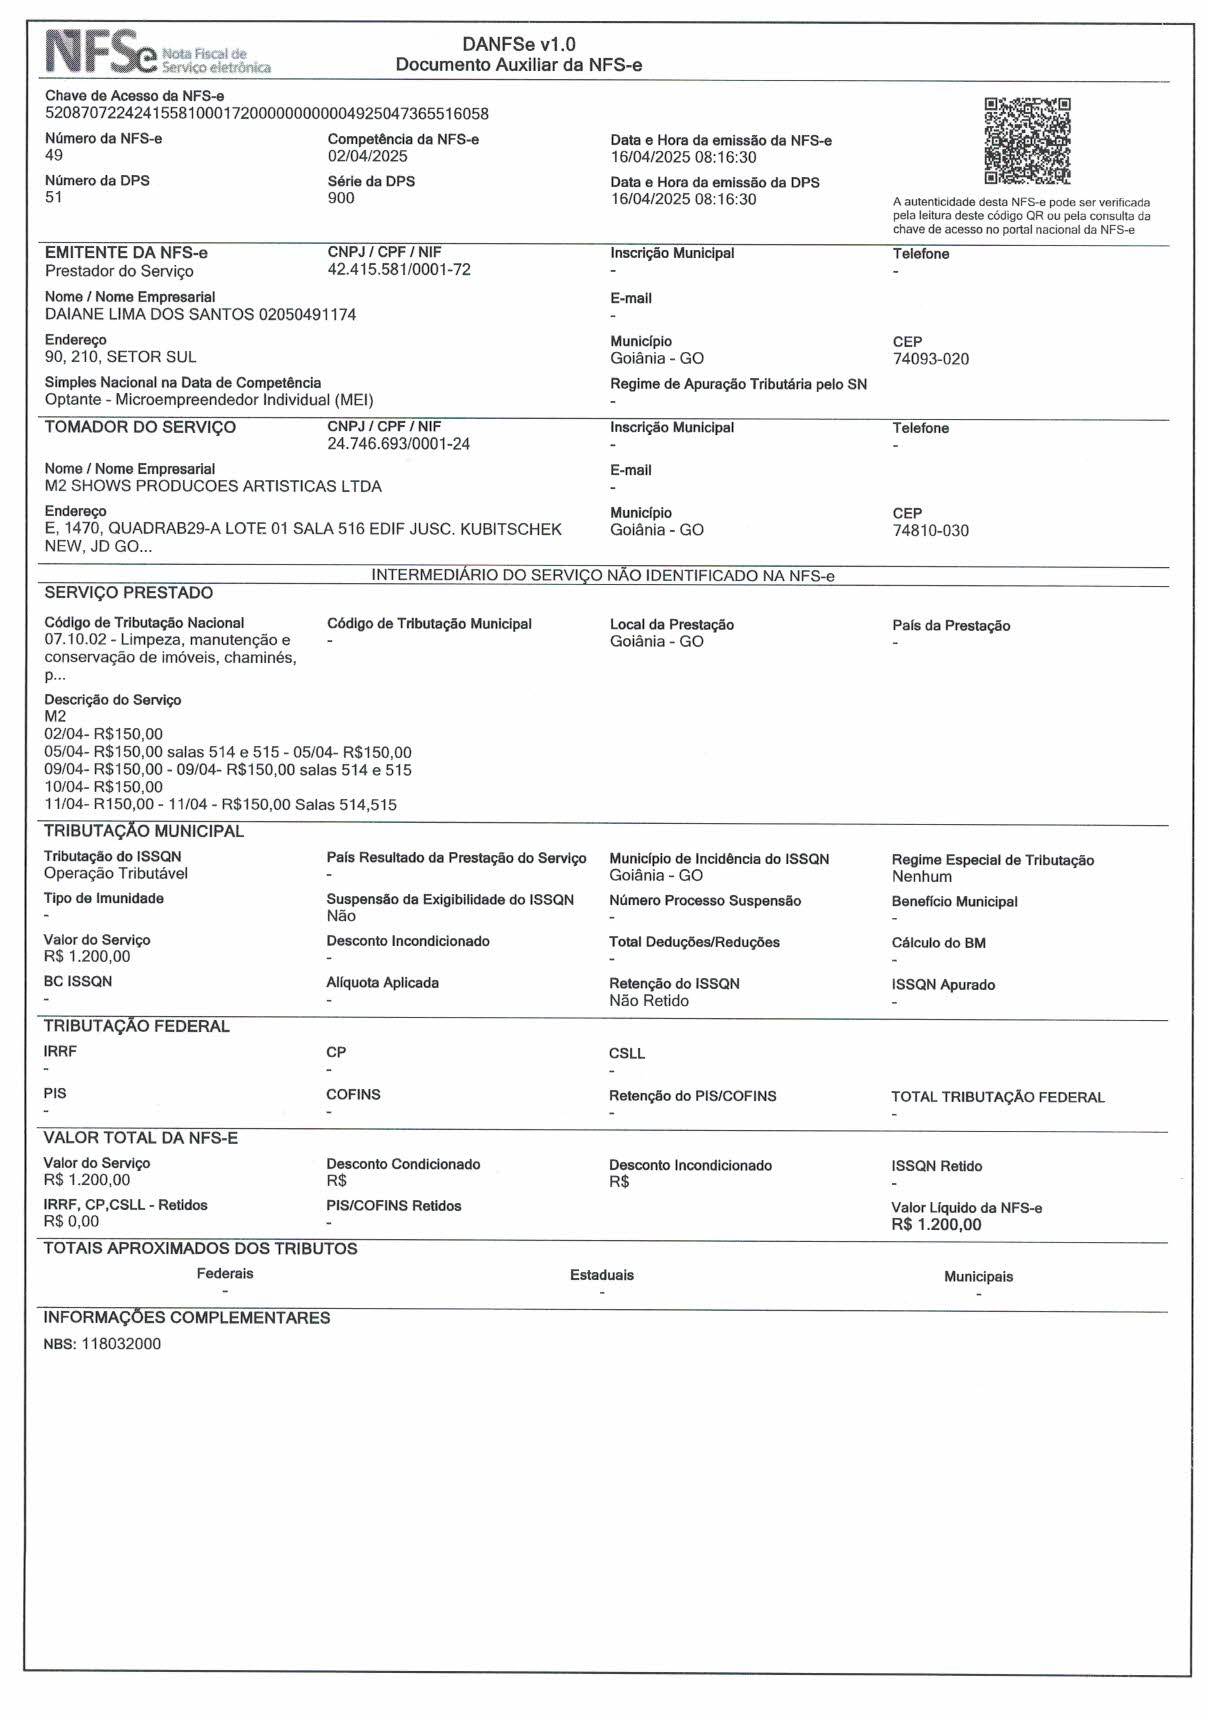 NFSe Nota Fiscal de
Serviço eletrônica
DANFSe v1.0
Documento Auxiliar da NFS-e
Chave de Acesso da NFS-e
52087072242415581000172000000000004925047365516058
Número da NFS-e
49
Competência da NFS-e
02/04/2025
Data e Hora da emissão da NFS-e
16/04/2025 08:16:30
Número da DPS
51
Série da DPS
900
Data e Hora da emissão da DPS
16/04/2025 08:16:30
A autenticidade desta NFS-e pode ser verificada
pela leitura deste código QR ou pela consulta da
chave de acesso no portal nacional da NFS-e
EMITENTE DA NFS-e
Prestador do Serviço
CNPJ / CPF / NIF
42.415.581/0001-72
Inscrição Municipal
-
Telefone
-
Nome / Nome Empresarial
DAIANE LIMA DOS SANTOS 02050491174
E-mail
-
Endereço
90, 210, SETOR SUL
Município
Goiânia - GO
CEP
74093-020
Simples Nacional na Data de Competência
Optante - Microempreendedor Individual (MEI)
Regime de Apuração Tributária pelo SN
-
TOMADOR DO SERVIÇO
CNPJ / CPF / NIF
24.746.693/0001-24
Inscrição Municipal
-
Telefone
-
Nome / Nome Empresarial
M2 SHOWS PRODUCOES ARTISTICAS LTDA
E-mail
-
Endereço
E, 1470, QUADRAB29-A LOTE 01 SALA 516 EDIF JUSC. KUBITSCHEK
NEW, JD GO...
Município
Goiânia - GO
CEP
74810-030
INTERMEDIÁRIO DO SERVIÇO NÃO IDENTIFICADO NA NFS-e
SERVIÇO PRESTADO
Código de Tributação Nacional
07.10.02 - Limpeza, manutenção e
conservação de imóveis, chaminés,
p...
Código de Tributação Municipal
-
Local da Prestação
Goiânia - GO
País da Prestação
-
Descrição do Serviço
M2
02/04- R$150,00
05/04- R$150,00 salas 514 e 515 - 05/04- R$150,00
09/04- R$150,00 - 09/04- R$150,00 salas 514 e 515
10/04- R$150,00
11/04- R150,00 - 11/04 - R$150,00 Salas 514,515
TRIBUTAÇÃO MUNICIPAL
Tributação do ISSQN
Operação Tributável
País Resultado da Prestação do Serviço
-
Município de Incidência do ISSQN
Goiânia - GO
Regime Especial de Tributação
Nenhum
Tipo de Imunidade
-
Suspensão da Exigibilidade do ISSQN
Não
Número Processo Suspensão
-
Benefício Municipal
-
Valor do Serviço
R$ 1.200,00
Desconto Incondicionado
-
Total Deduções/Reduções
-
Cálculo do BM
-
BC ISSQN
-
Alíquota Aplicada
-
Retenção do ISSQN
Não Retido
ISSQN Apurado
-
TRIBUTAÇÃO FEDERAL
IRRF
-
CP
-
CSLL
-
PIS
-
COFINS
-
Retenção do PIS/COFINS
-
TOTAL TRIBUTAÇÃO FEDERAL
-
VALOR TOTAL DA NFS-E
Valor do Serviço
R$ 1.200,00
Desconto Condicionado
R$
Desconto Incondicionado
R$
ISSQN Retido
-
IRRF, CP,CSLL - Retidos
R$ 0,00
PIS/COFINS Retidos
-
Valor Líquido da NFS-e
R$ 1.200,00
TOTAIS APROXIMADOS DOS TRIBUTOS
Federais
-
Estaduais
-
Municipais
-
INFORMAÇÕES COMPLEMENTARES
NBS: 118032000